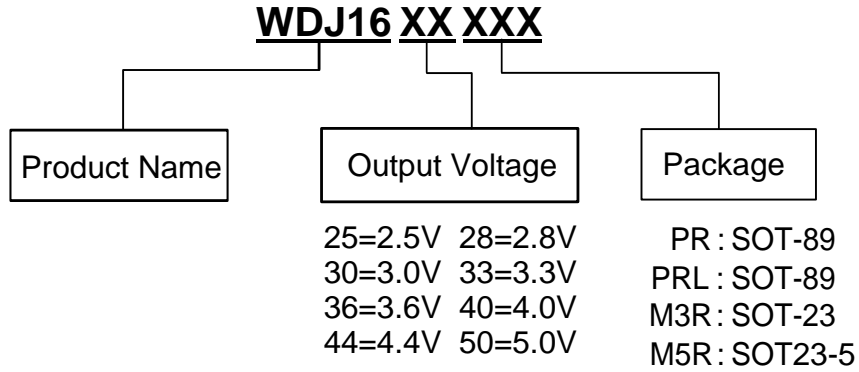 WDJ16 XX XXX
Product Name
Output Voltage
Package
25=2.5V 28=2.8V
30=3.0V 33=3.3V
36=3.6V 40=4.0V
44=4.4V 50=5.0V
PR : SOT-89
PRL : SOT-89
M3R : SOT-23
M5R : SOT23-5